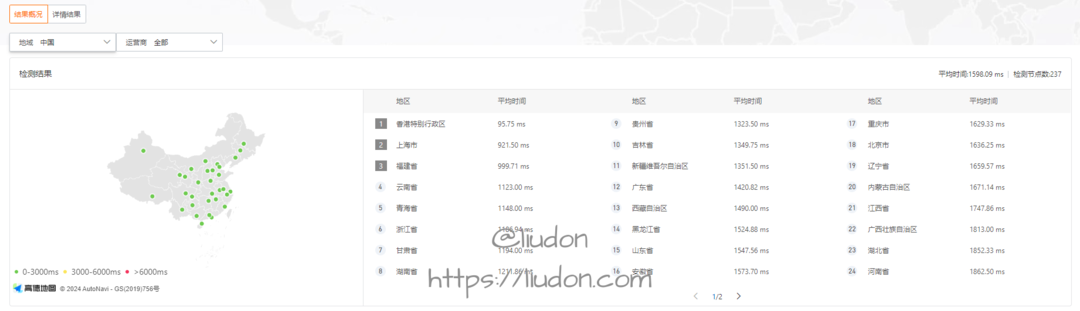 结果概况 详情结果
地域 中国 运营商 全部
检测结果 平均时间:1598.09 ms | 检测节点数:237
地区 平均时间 地区 平均时间 地区 平均时间
1 香港特别行政区 95.75 ms 9 贵州省 1323.50 ms 17 重庆市 1629.33 ms
2 上海市 921.50 ms 10 吉林省 1349.75 ms 18 北京市 1636.25 ms
3 福建省 999.71 ms 11 新疆维吾尔自治区 1351.50 ms 19 辽宁省 1659.57 ms
4 云南省 1123.00 ms 12 广东省 1420.82 ms 20 内蒙古自治区 1671.14 ms
5 青海省 1148.00 ms 13 西藏自治区 1490.00 ms 21 江西省 1747.86 ms
6 浙江省 1186.94 ms 14 黑龙江省 1524.88 ms 22 广西壮族自治区 1813.00 ms
@liudon
7 甘肃省 1194.00 ms 15 山东省 1547.56 ms 23 湖北省 1852.33 ms
8 湖南省 1211.86 ms 16 安徽省 1573.70 ms 24 河南省 1862.50 ms
https://liudon.com
0-3000ms 3000-6000ms >6000ms
高德地图 © 2024 AutoNavi - GS(2019)756号
1/2